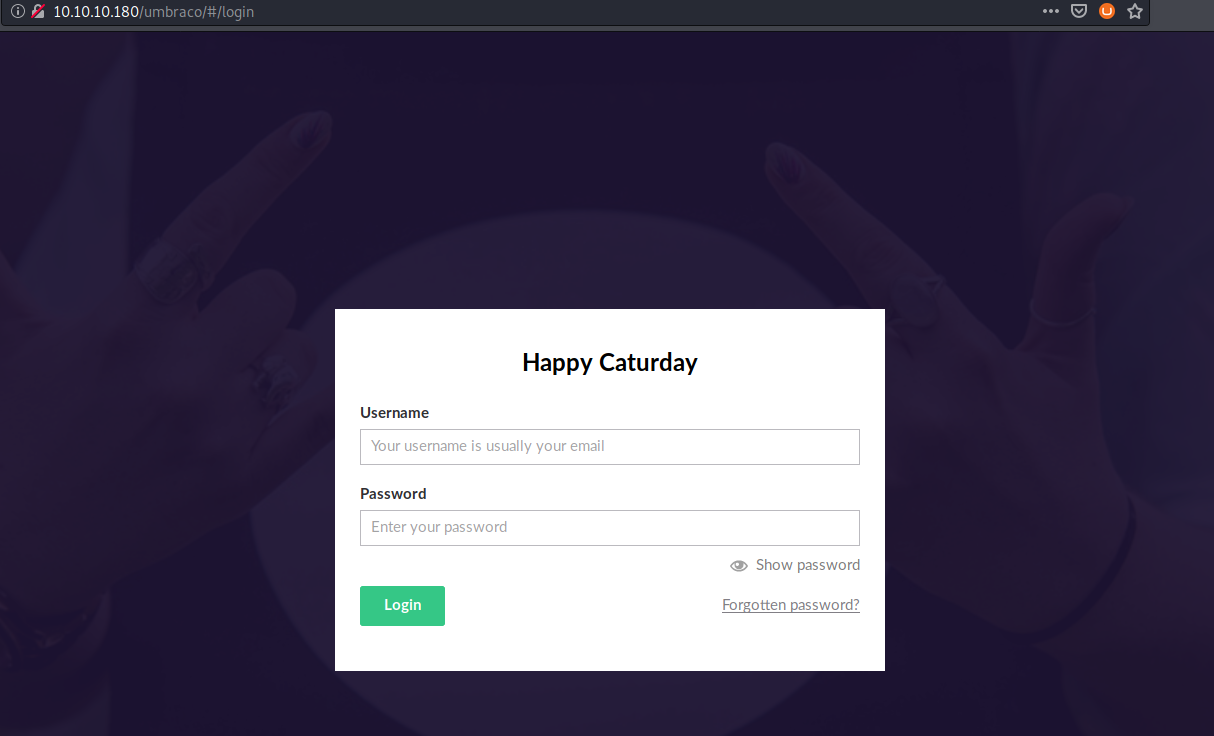 10.10.10.180/umbraco/#/login
Happy Caturday
Username
Your username is usually your email
Password
Enter your password
Show password
Login
Forgotten password?